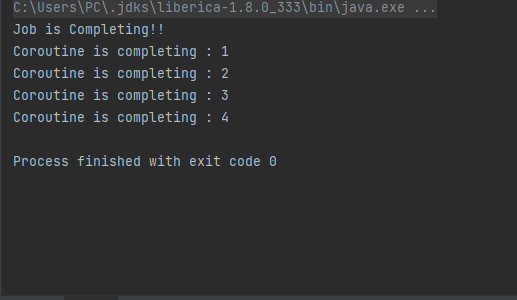 C:\Users\PC\.jdks\liberica-1.8.0_333\bin\java.exe ...
Job is Completing!!
Coroutine is completing : 1
Coroutine is completing : 2
Coroutine is completing : 3
Coroutine is completing : 4
Process finished with exit code 0